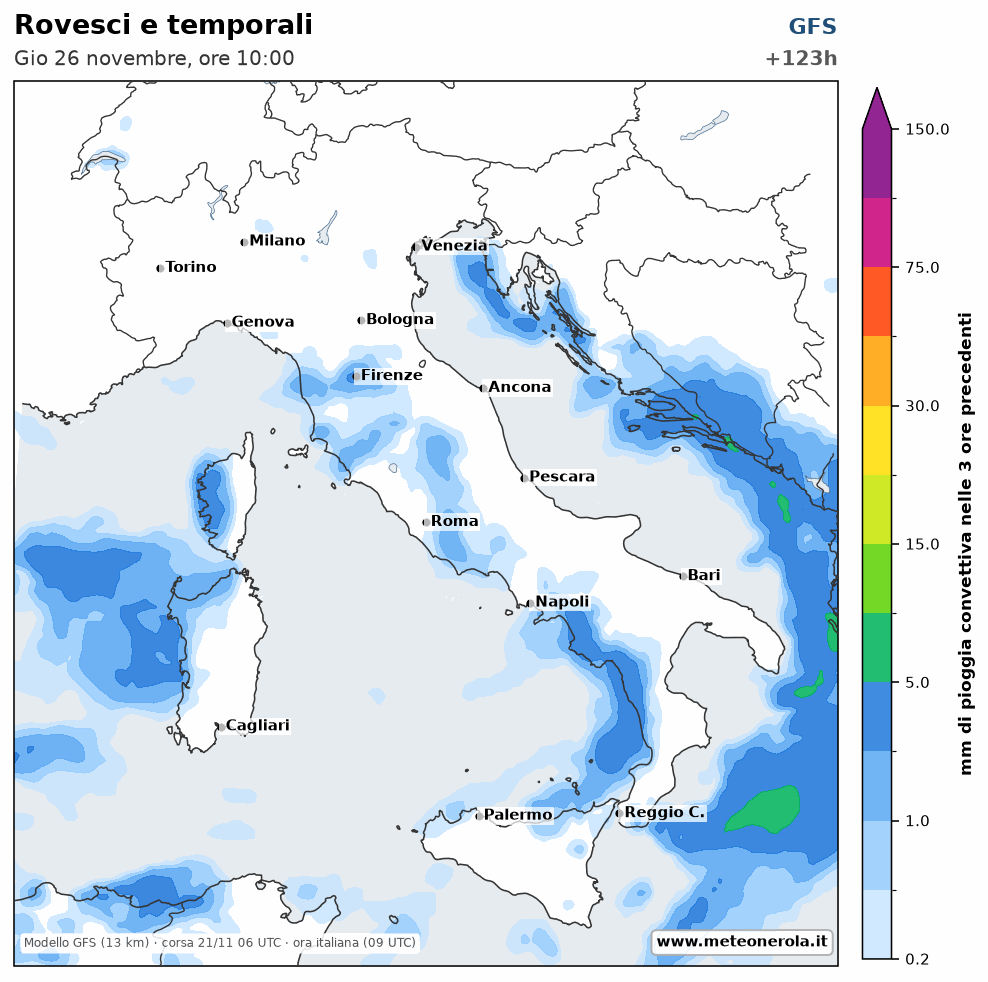 Rovesci e temporali
GFS
Gio 26 novembre, ore 10:00
+123h
150.0
75.0
30.0
15.0
5.0
1.0
0.2
mm di pioggia convettiva nelle 3 ore precedenti
Milano
Venezia
Torino
Genova
Bologna
Firenze
Ancona
Pescara
Roma
Bari
Napoli
Cagliari
Palermo
Reggio C.
Modello GFS (13 km) · corsa 21/11 06 UTC · ora italiana (09 UTC)
www.meteonerola.it